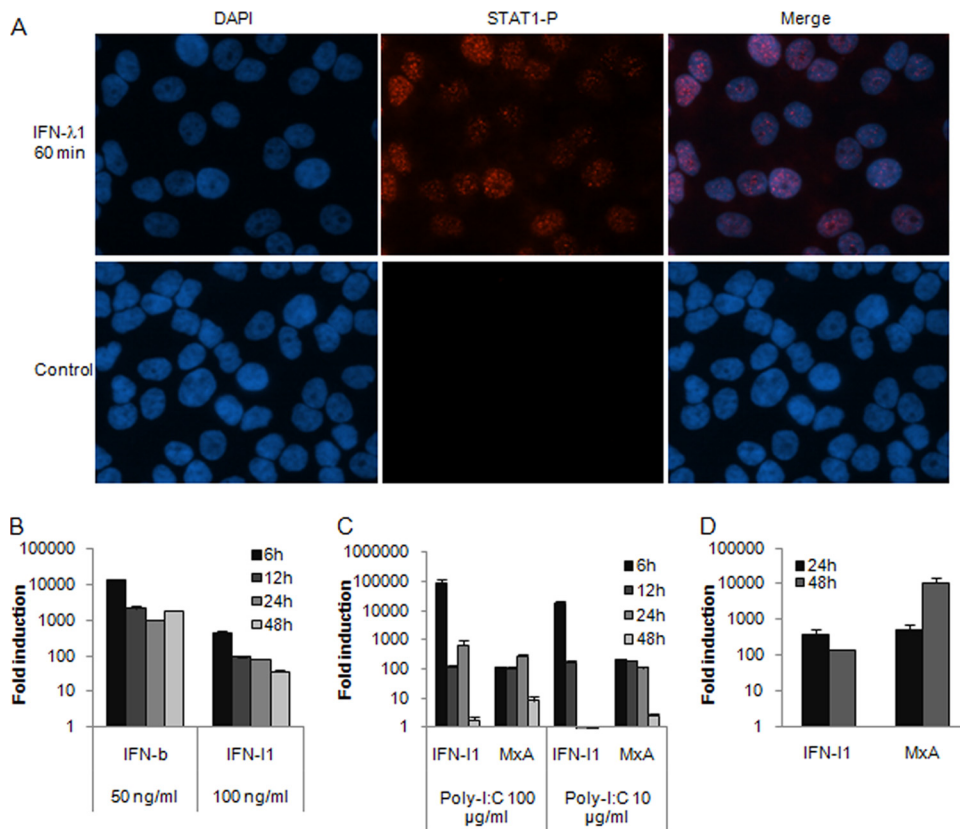 A
DAPI
STAT1-P
Merge
IFN-λ1
60 min
Control
B
Fold induction
100000
10000
1000
100
10
1
6h
12h
24h
48h
IFN-b
IFN-l1
50 ng/ml
100 ng/ml
C
Fold induction
1000000
100000
10000
1000
100
10
1
6h
12h
24h
48h
IFN-l1
MxA
IFN-l1
MxA
Poly-I:C 100
µg/ml
Poly-I:C 10
µg/ml
D
Fold induction
100000
10000
1000
100
10
1
24h
48h
IFN-l1
MxA